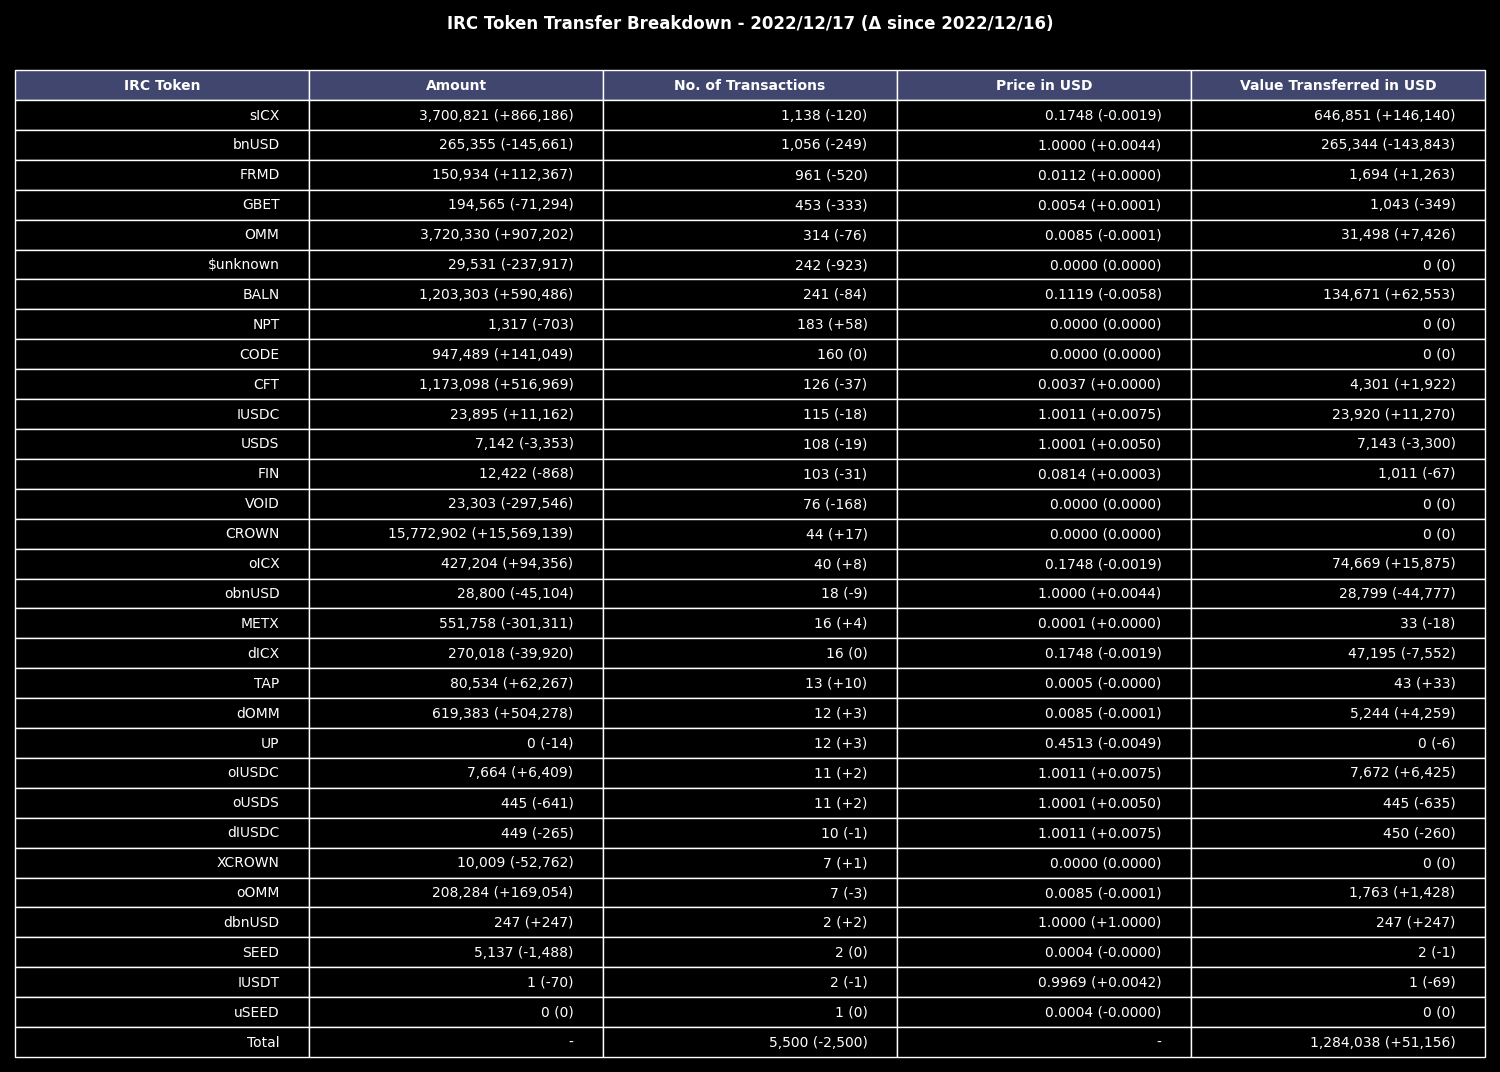 IRC Token Transfer Breakdown - 2022/12/17 (Δ since 2022/12/16)
IRC Token Amount No. of Transactions Price in USD Value Transferred in USD
sICX 3,700,821 (+866,186) 1,138 (-120) 0.1748 (-0.0019) 646,851 (+146,140)
bnUSD 265,355 (-145,661) 1,056 (-249) 1.0000 (+0.0044) 265,344 (-143,843)
FRMD 150,934 (+112,367) 961 (-520) 0.0112 (+0.0000) 1,694 (+1,263)
GBET 194,565 (-71,294) 453 (-333) 0.0054 (+0.0001) 1,043 (-349)
OMM 3,720,330 (+907,202) 314 (-76) 0.0085 (-0.0001) 31,498 (+7,426)
$unknown 29,531 (-237,917) 242 (-923) 0.0000 (0.0000) 0 (0)
BALN 1,203,303 (+590,486) 241 (-84) 0.1119 (-0.0058) 134,671 (+62,553)
NPT 1,317 (-703) 183 (+58) 0.0000 (0.0000) 0 (0)
CODE 947,489 (+141,049) 160 (0) 0.0000 (0.0000) 0 (0)
CFT 1,173,098 (+516,969) 126 (-37) 0.0037 (+0.0000) 4,301 (+1,922)
IUSDC 23,895 (+11,162) 115 (-18) 1.0011 (+0.0075) 23,920 (+11,270)
USDS 7,142 (-3,353) 108 (-19) 1.0001 (+0.0050) 7,143 (-3,300)
FIN 12,422 (-868) 103 (-31) 0.0814 (+0.0003) 1,011 (-67)
VOID 23,303 (-297,546) 76 (-168) 0.0000 (0.0000) 0 (0)
CROWN 15,772,902 (+15,569,139) 44 (+17) 0.0000 (0.0000) 0 (0)
oICX 427,204 (+94,356) 40 (+8) 0.1748 (-0.0019) 74,669 (+15,875)
obnUSD 28,800 (-45,104) 18 (-9) 1.0000 (+0.0044) 28,799 (-44,777)
METX 551,758 (-301,311) 16 (+4) 0.0001 (+0.0000) 33 (-18)
dICX 270,018 (-39,920) 16 (0) 0.1748 (-0.0019) 47,195 (-7,552)
TAP 80,534 (+62,267) 13 (+10) 0.0005 (-0.0000) 43 (+33)
dOMM 619,383 (+504,278) 12 (+3) 0.0085 (-0.0001) 5,244 (+4,259)
UP 0 (-14) 12 (+3) 0.4513 (-0.0049) 0 (-6)
oIUSDC 7,664 (+6,409) 11 (+2) 1.0011 (+0.0075) 7,672 (+6,425)
oUSDS 445 (-641) 11 (+2) 1.0001 (+0.0050) 445 (-635)
dIUSDC 449 (-265) 10 (-1) 1.0011 (+0.0075) 450 (-260)
XCROWN 10,009 (-52,762) 7 (+1) 0.0000 (0.0000) 0 (0)
oOMM 208,284 (+169,054) 7 (-3) 0.0085 (-0.0001) 1,763 (+1,428)
dbnUSD 247 (+247) 2 (+2) 1.0000 (+1.0000) 247 (+247)
SEED 5,137 (-1,488) 2 (0) 0.0004 (-0.0000) 2 (-1)
IUSDT 1 (-70) 2 (-1) 0.9969 (+0.0042) 1 (-69)
uSEED 0 (0) 1 (0) 0.0004 (-0.0000) 0 (0)
Total - 5,500 (-2,500) - 1,284,038 (+51,156)